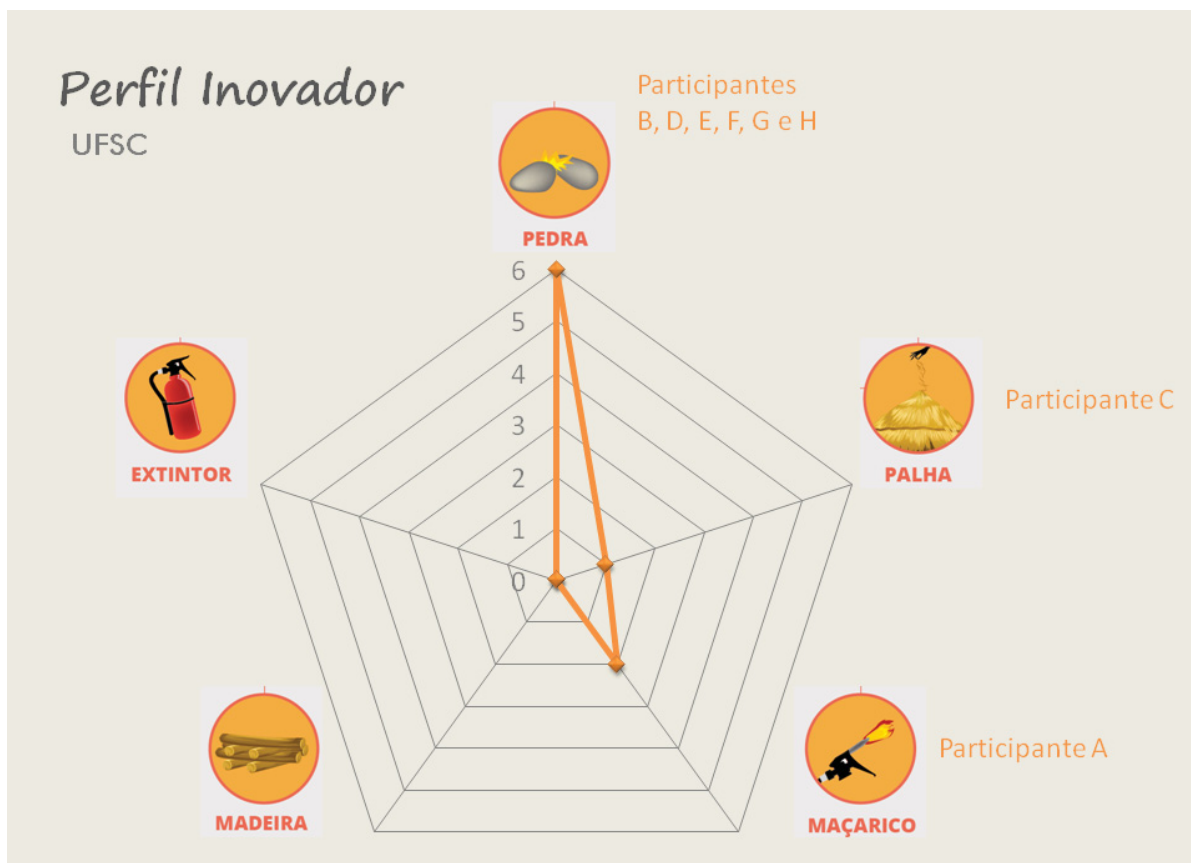 Perfil Inovador
UFSC
Participantes
B, D, E, F, G e H
PEDRA
6
5
4
3
2
1
0
EXTINTOR
PALHA
Participante C
MADEIRA
MAÇARICO
Participante A